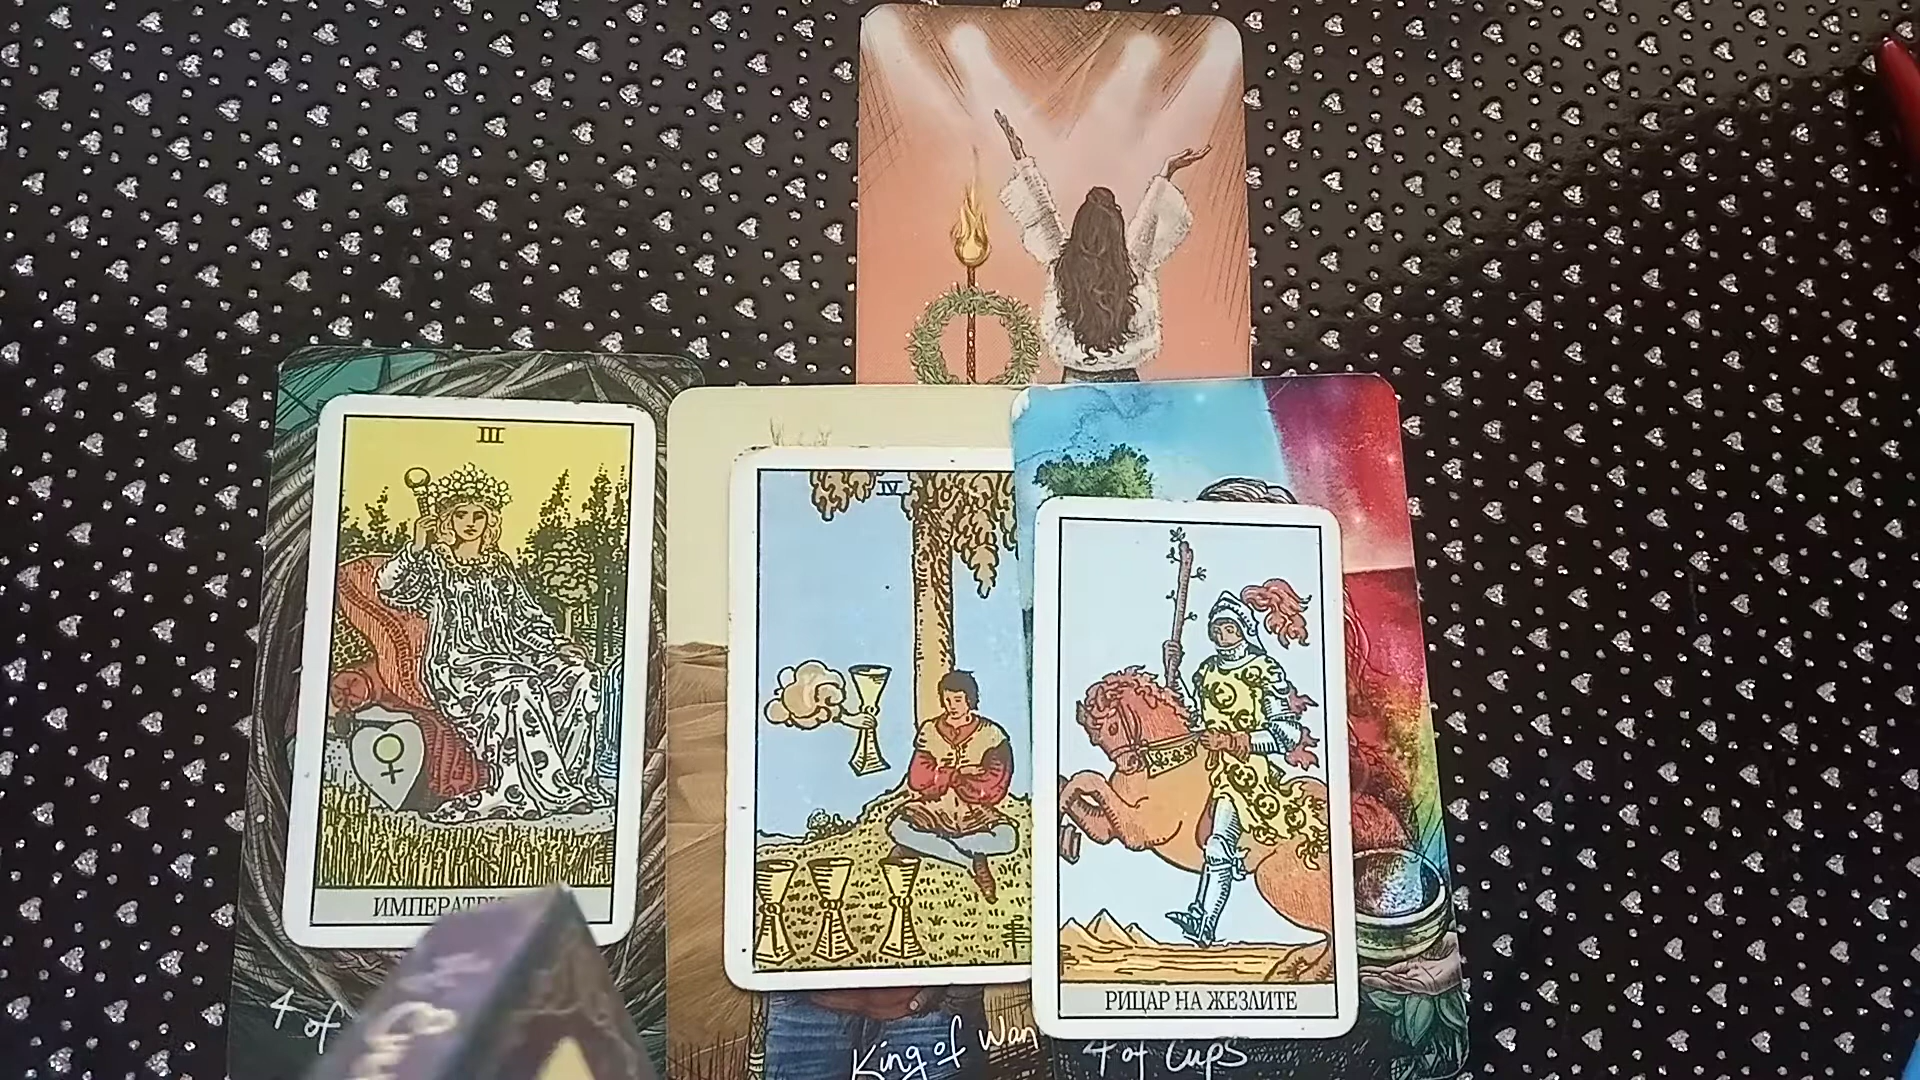 III
IV
ИМПЕРАТРИ
РИЦАР НА ЖЕЗЛИТЕ
4 of
King of Wan
4 of Cups